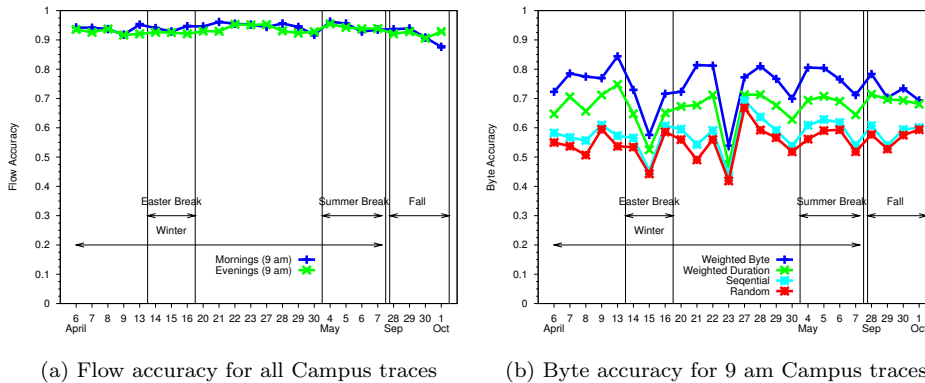 1
0.9
0.8
0.7
0.6
0.5
0.4
0.3
0.2
0.1
0
Flow Accuracy
Easter Break
Winter
Summer Break
Fall
Mornings (9 am)
Evenings (9 am)
6 7 8 9 13 14 15 16 20 21 22 23 27 28 29 30 4 5 6 7 28 29 30 1
April May Sep Oct
(a) Flow accuracy for all Campus traces
1
0.9
0.8
0.7
0.6
0.5
0.4
0.3
0.2
0.1
0
Byte Accuracy
Easter Break
Winter
Summer Break
Fall
Weighted Byte
Weighted Duration
Seqential
Random
6 7 8 9 13 14 15 16 20 21 22 23 27 28 29 30 4 5 6 7 28 29 30 1
April May Sep Oct
(b) Byte accuracy for 9 am Campus traces